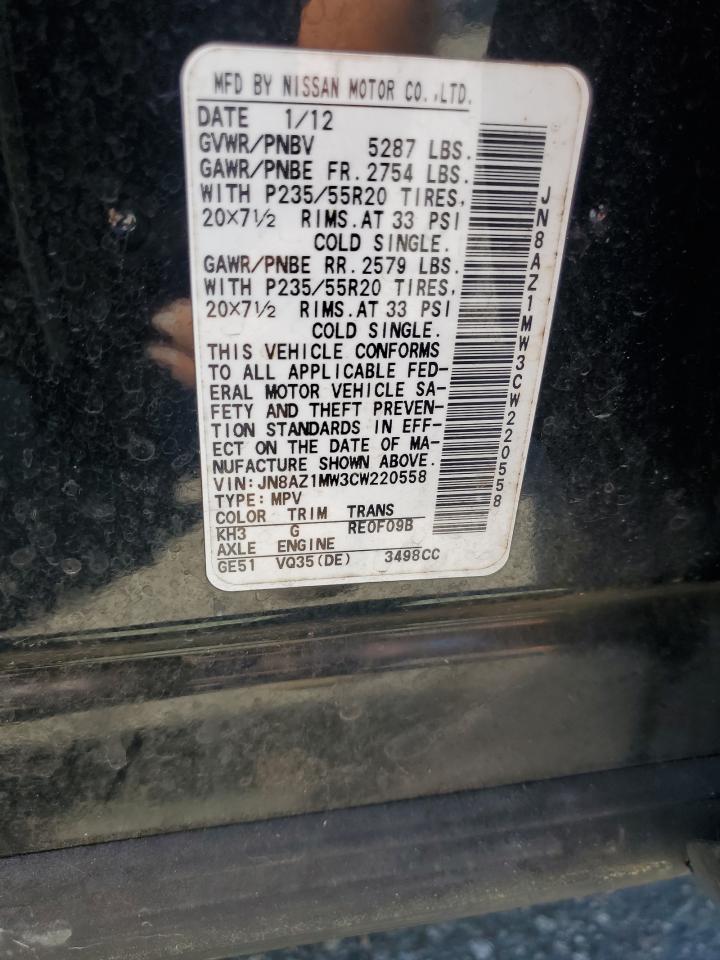 MFD BY NISSAN MOTOR CO.,LTD.
DATE 1/12
GVWR/PNBV 5287 LBS.
GAWR/PNBE FR. 2754 LBS.
WITH P235/55R20 TIRES,
20×7½ RIMS.AT 33 PSI
COLD SINGLE.
GAWR/PNBE RR. 2579 LBS.
WITH P235/55R20 TIRES,
20×7½ RIMS.AT 33 PSI
COLD SINGLE.
THIS VEHICLE CONFORMS
TO ALL APPLICABLE FED-
ERAL MOTOR VEHICLE SA-
FETY AND THEFT PREVEN-
TION STANDARDS IN EFF-
ECT ON THE DATE OF MA-
NUFACTURE SHOWN ABOVE.
VIN:JN8AZ1MW3CW220558
TYPE:MPV
COLOR TRIM TRANS
KH3 G RE0F09B
AXLE ENGINE
GE51 VQ35(DE) 3498CC
JN8AZ1MW3CW220558